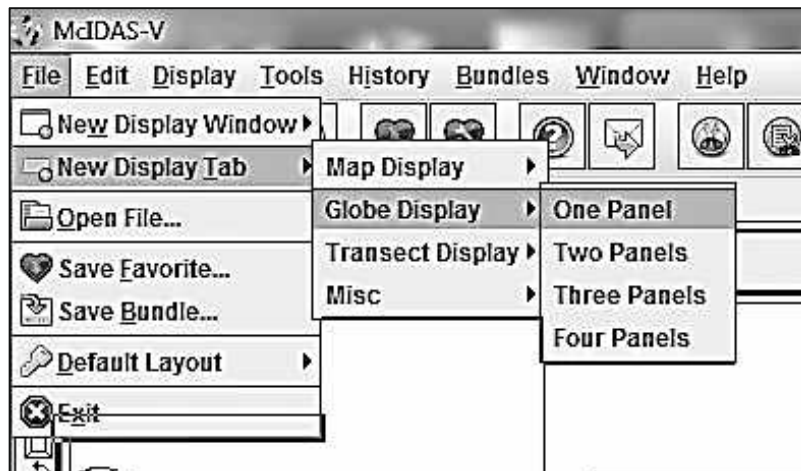 McIDAS-V
File Edit Display Tools History Bundles Window Help
New Display Window
New Display Tab
Open File...
Save Favorite...
Save Bundle...
Default Layout
Exit
Map Display
Globe Display
Transect Display
Misc
One Panel
Two Panels
Three Panels
Four Panels